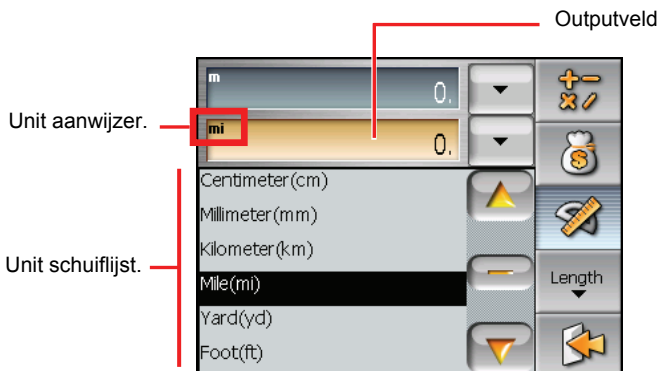 Outputveld
m
0.
Unit aanwijzer.
mi
0.
Centimeter(cm)
Millimeter(mm)
Kilometer(km)
Unit schuiflijst.
Mile(mi)
Length
Yard(yd)
Foot(ft)